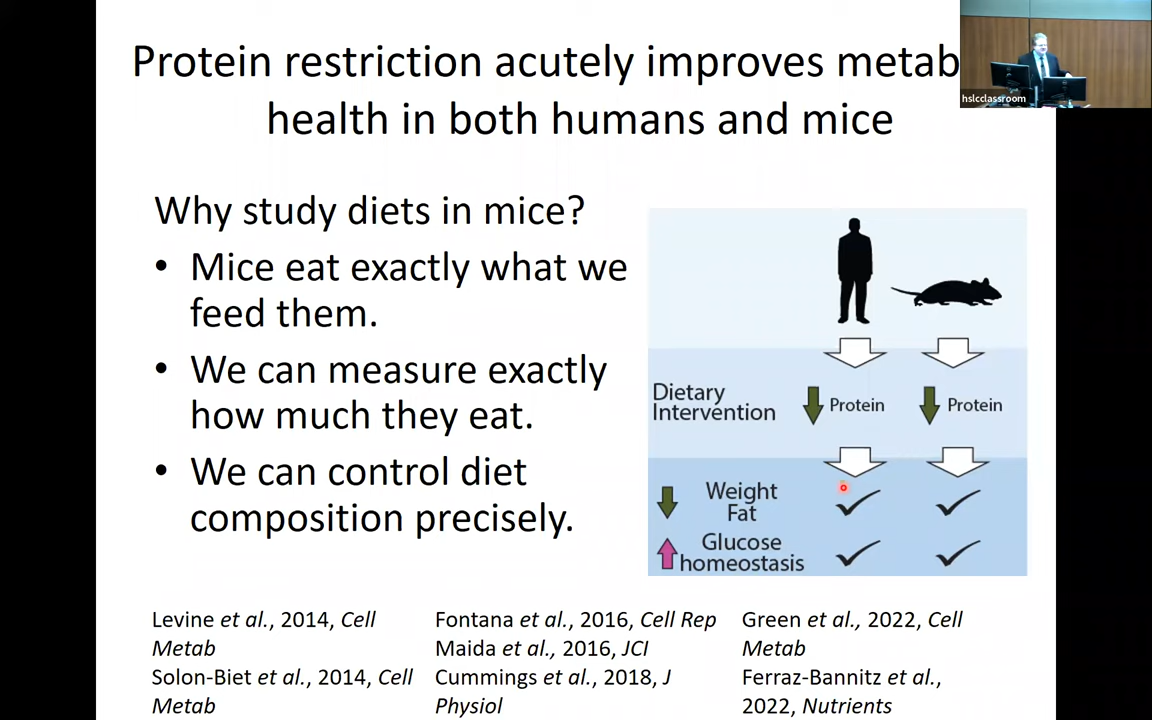 Protein restriction acutely improves metab
health in both humans and mice
hslcclassroom
Why study diets in mice?
• Mice eat exactly what we
feed them.
• We can measure exactly
how much they eat.
• We can control diet
composition precisely.
Dietary
Intervention
Protein
Protein
Weight
Fat
Glucose
homeostasis
Levine et al., 2014, Cell
Metab
Solon-Biet et al., 2014, Cell
Metab
Fontana et al., 2016, Cell Rep
Maida et al., 2016, JCI
Cummings et al., 2018, J
Physiol
Green et al., 2022, Cell
Metab
Ferraz-Bannitz et al.,
2022, Nutrients